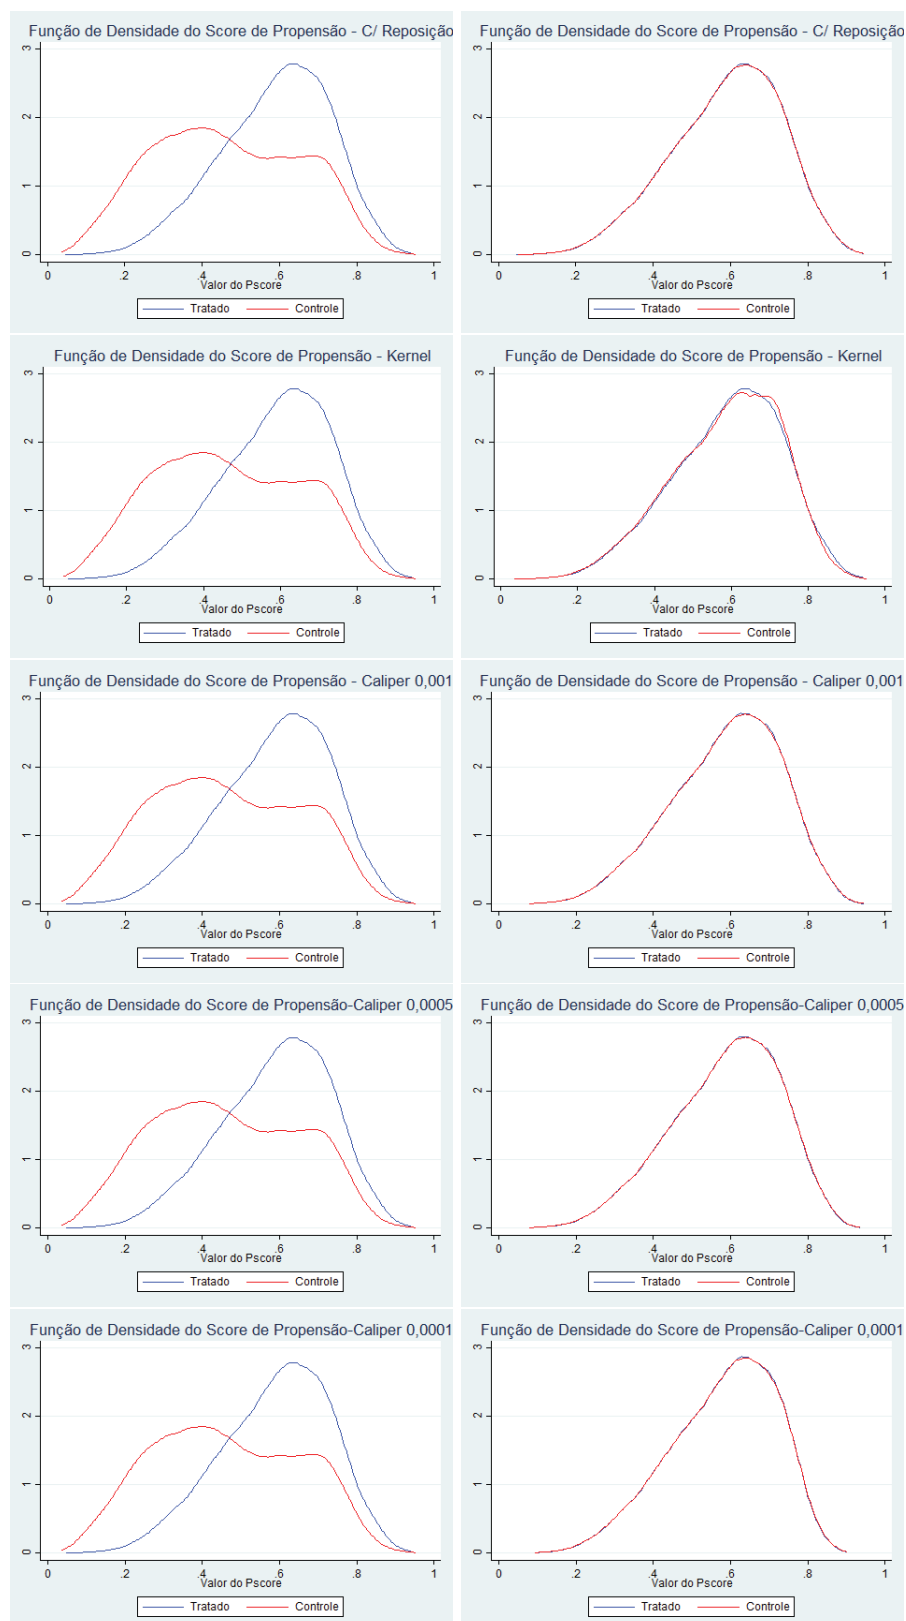 Função de Densidade do Score de Propensão - C/ Reposição
3
2
1
0
0 .2 .4 .6 .8 1
Valor do Pscore
Tratado Controle
Função de Densidade do Score de Propensão - C/ Reposição
3
2
1
0
0 .2 .4 .6 .8 1
Valor do Pscore
Tratado Controle
Função de Densidade do Score de Propensão - Kernel
3
2
1
0
0 .2 .4 .6 .8 1
Valor do Pscore
Tratado Controle
Função de Densidade do Score de Propensão - Kernel
3
2
1
0
0 .2 .4 .6 .8 1
Valor do Pscore
Tratado Controle
Função de Densidade do Score de Propensão - Caliper 0,001
3
2
1
0
0 .2 .4 .6 .8 1
Valor do Pscore
Tratado Controle
Função de Densidade do Score de Propensão - Caliper 0,001
3
2
1
0
0 .2 .4 .6 .8 1
Valor do Pscore
Tratado Controle
Função de Densidade do Score de Propensão-Caliper 0,0005
3
2
1
0
0 .2 .4 .6 .8 1
Valor do Pscore
Tratado Controle
Função de Densidade do Score de Propensão-Caliper 0,0005
3
2
1
0
0 .2 .4 .6 .8 1
Valor do Pscore
Tratado Controle
Função de Densidade do Score de Propensão-Caliper 0,0001
3
2
1
0
0 .2 .4 .6 .8 1
Valor do Pscore
Tratado Controle
Função de Densidade do Score de Propensão-Caliper 0,0001
3
2
1
0
0 .2 .4 .6 .8 1
Valor do Pscore
Tratado Controle